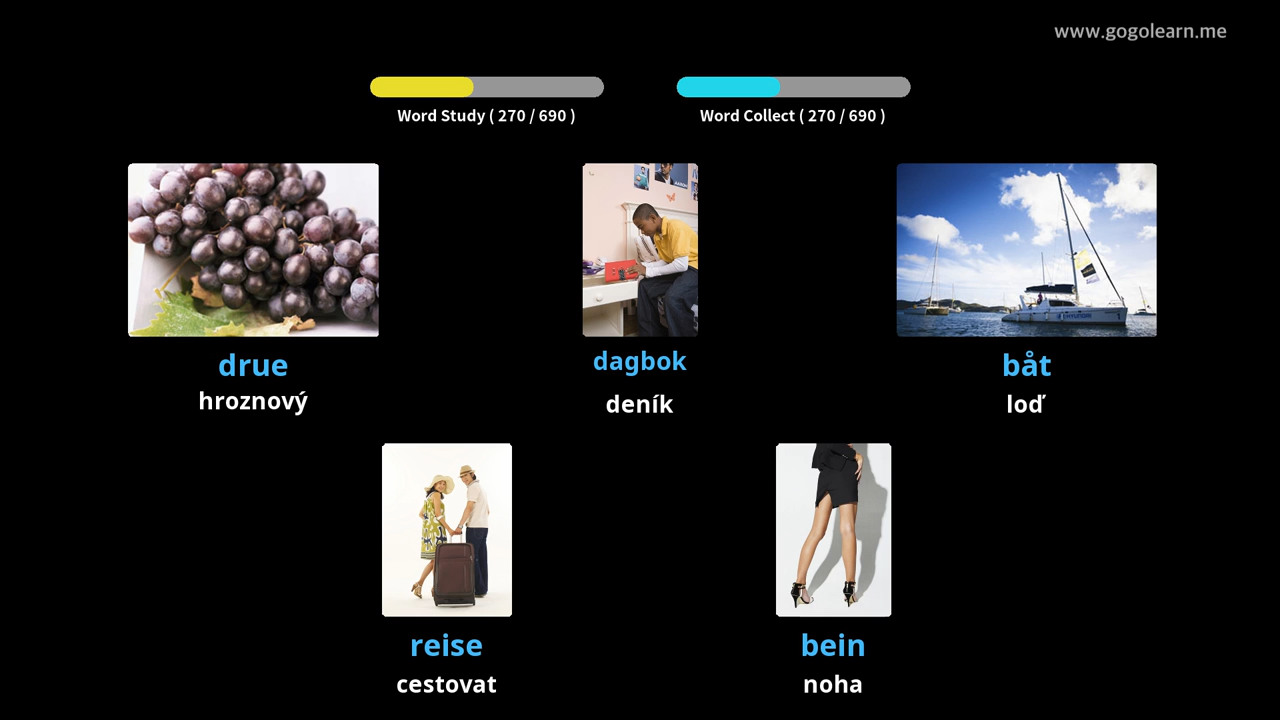 www.gogolearn.me
Word Study ( 270 / 690 )
Word Collect ( 270 / 690 )
drue
hroznový
dagbok
deník
båt
loď
reise
cestovat
bein
noha